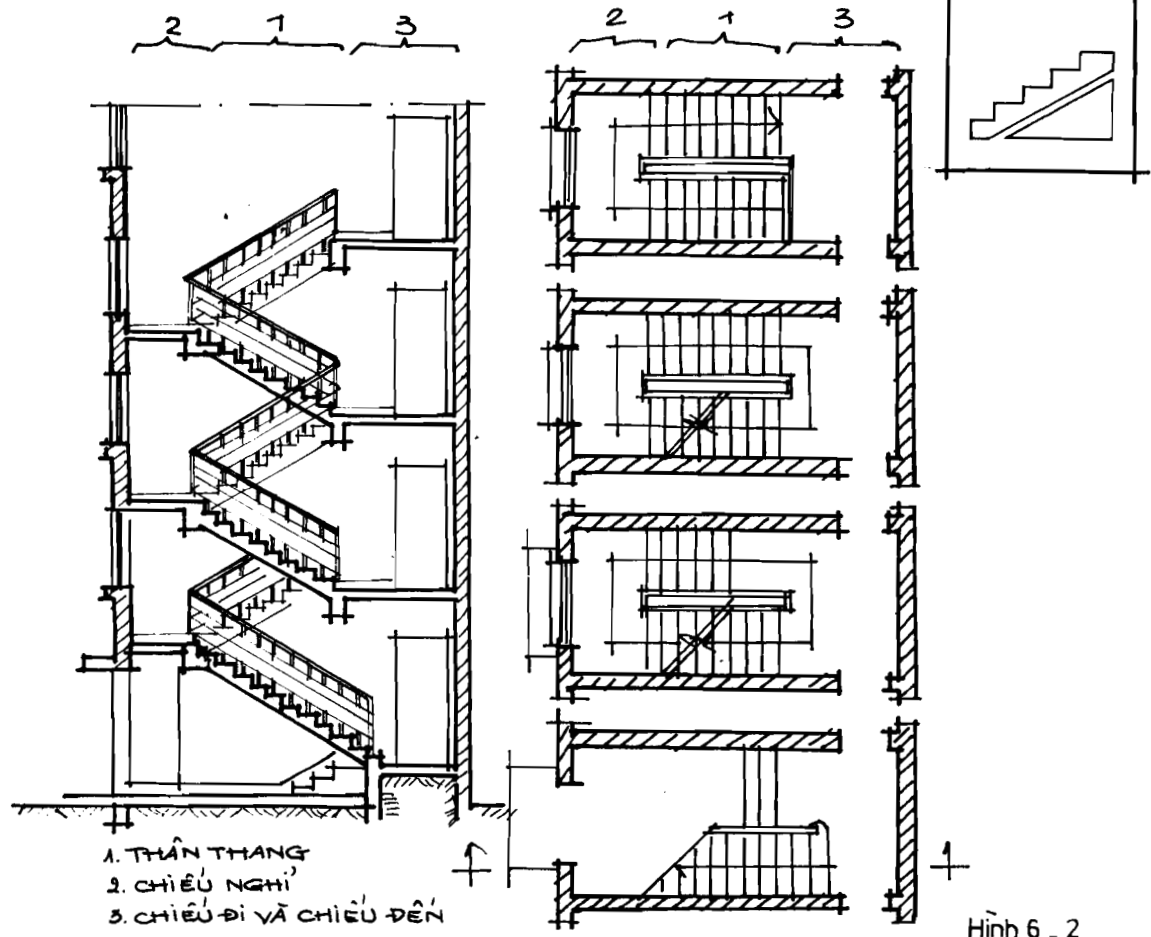 2 1 3
2 1 3
1. THÂN THANG
2. CHIẾU NGHỈ
3. CHIẾU ĐI VÀ CHIẾU ĐẾN
1 1
Hình 6 _ 2